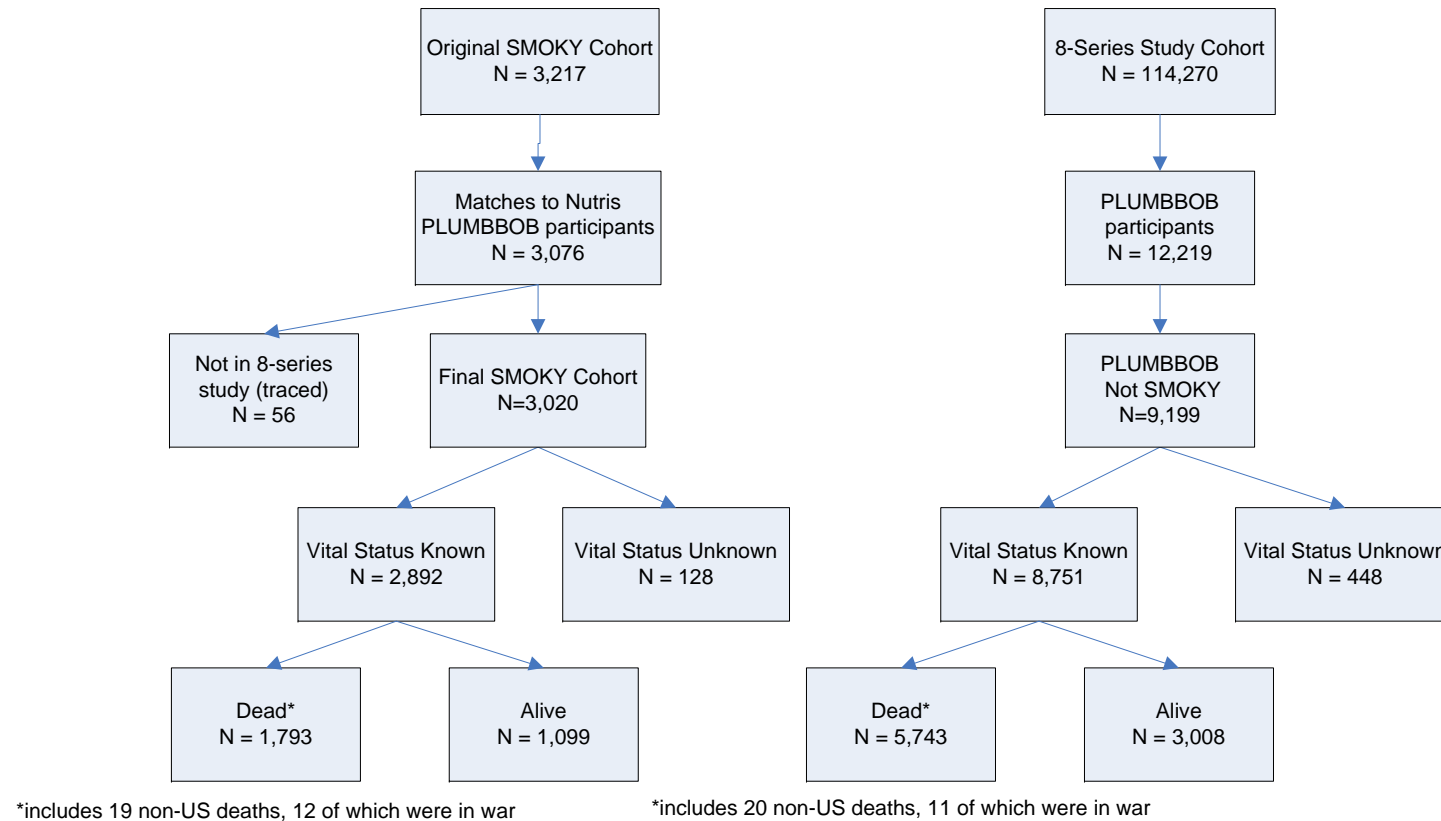 Original SMOKY Cohort
N = 3,217
8-Series Study Cohort
N = 114,270
Matches to Nutris
PLUMBBOB participants
N = 3,076
PLUMBBOB
participants
N = 12,219
Not in 8-series
study (traced)
N = 56
Final SMOKY Cohort
N=3,020
PLUMBBOB
Not SMOKY
N=9,199
Vital Status Known
N = 2,892
Vital Status Unknown
N = 128
Vital Status Known
N = 8,751
Vital Status Unknown
N = 448
Dead*
N = 1,793
Alive
N = 1,099
Dead*
N = 5,743
Alive
N = 3,008
*includes 19 non-US deaths, 12 of which were in war
*includes 20 non-US deaths, 11 of which were in war